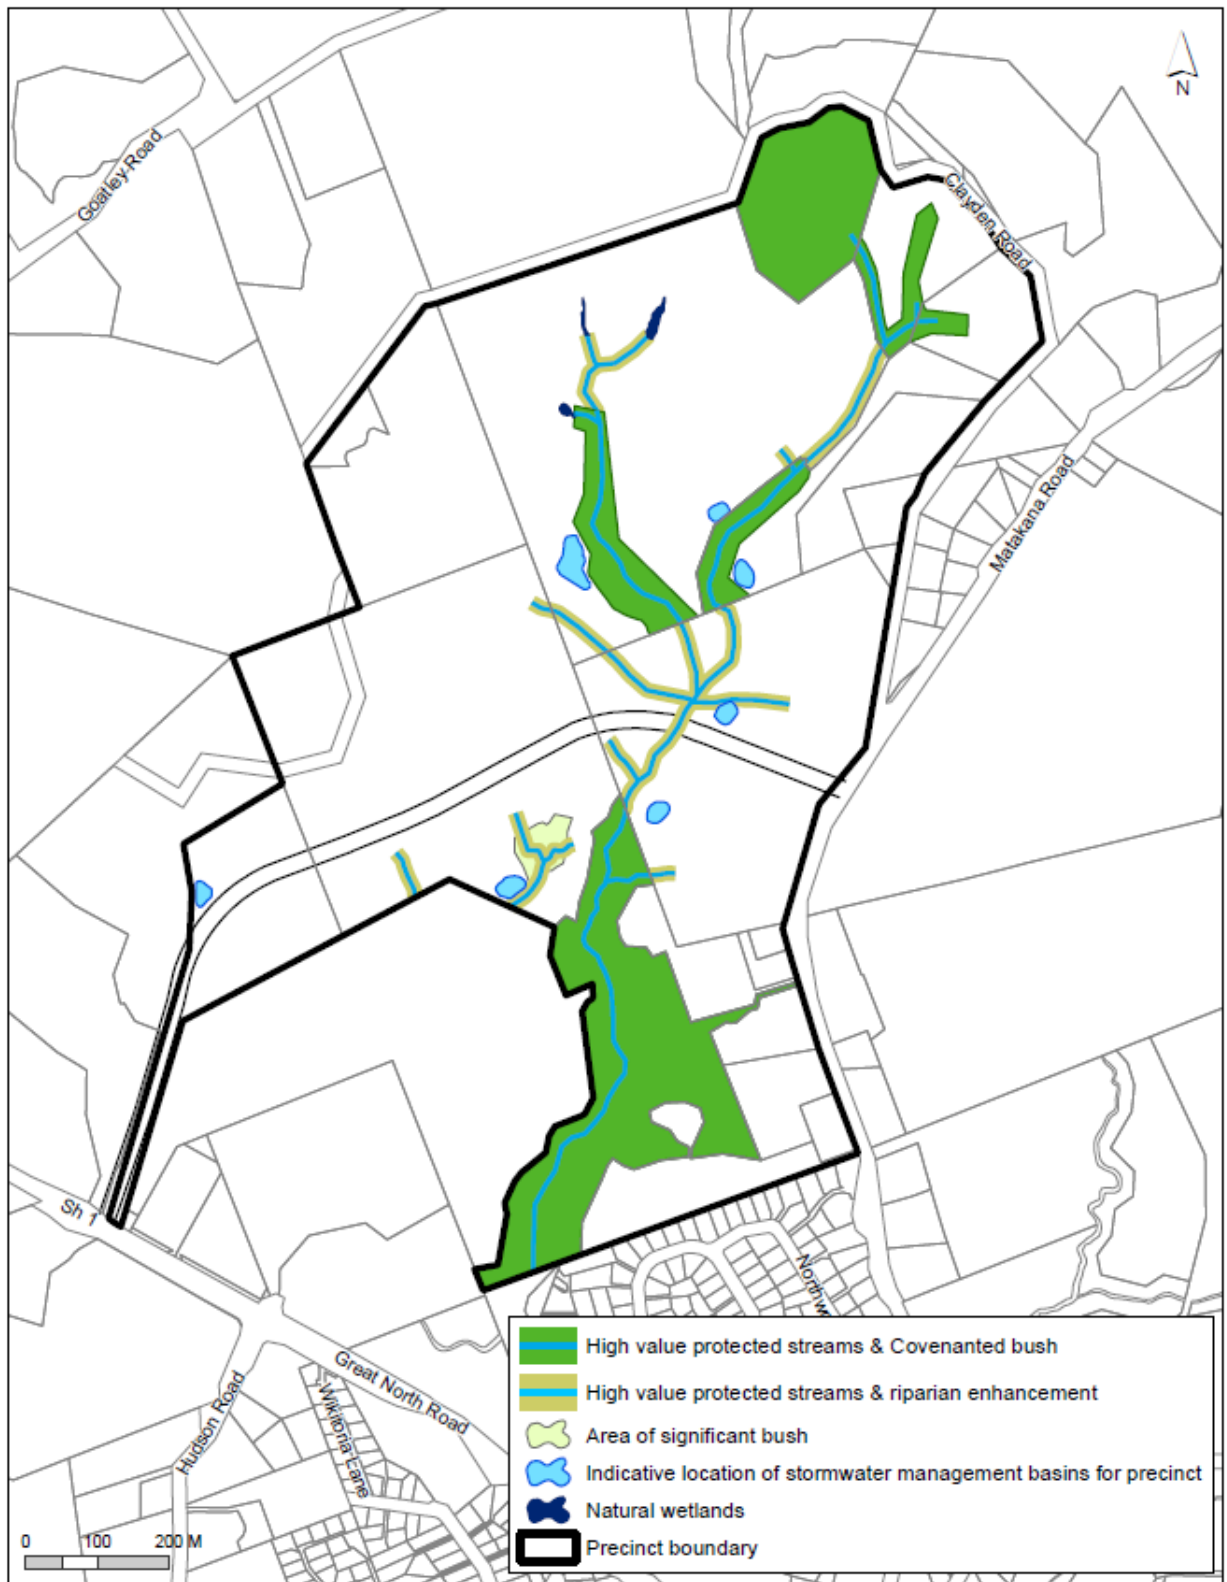 N
Goatley Road
Clayden Road
Matakana Road
Sh 1
Northw
Great North Road
Hudson Road
Wikitoria Lane
High value protected streams & Covenanted bush
High value protected streams & riparian enhancement
Area of significant bush
Indicative location of stormwater management basins for precinct
Natural wetlands
Precinct boundary
0 100 200 M